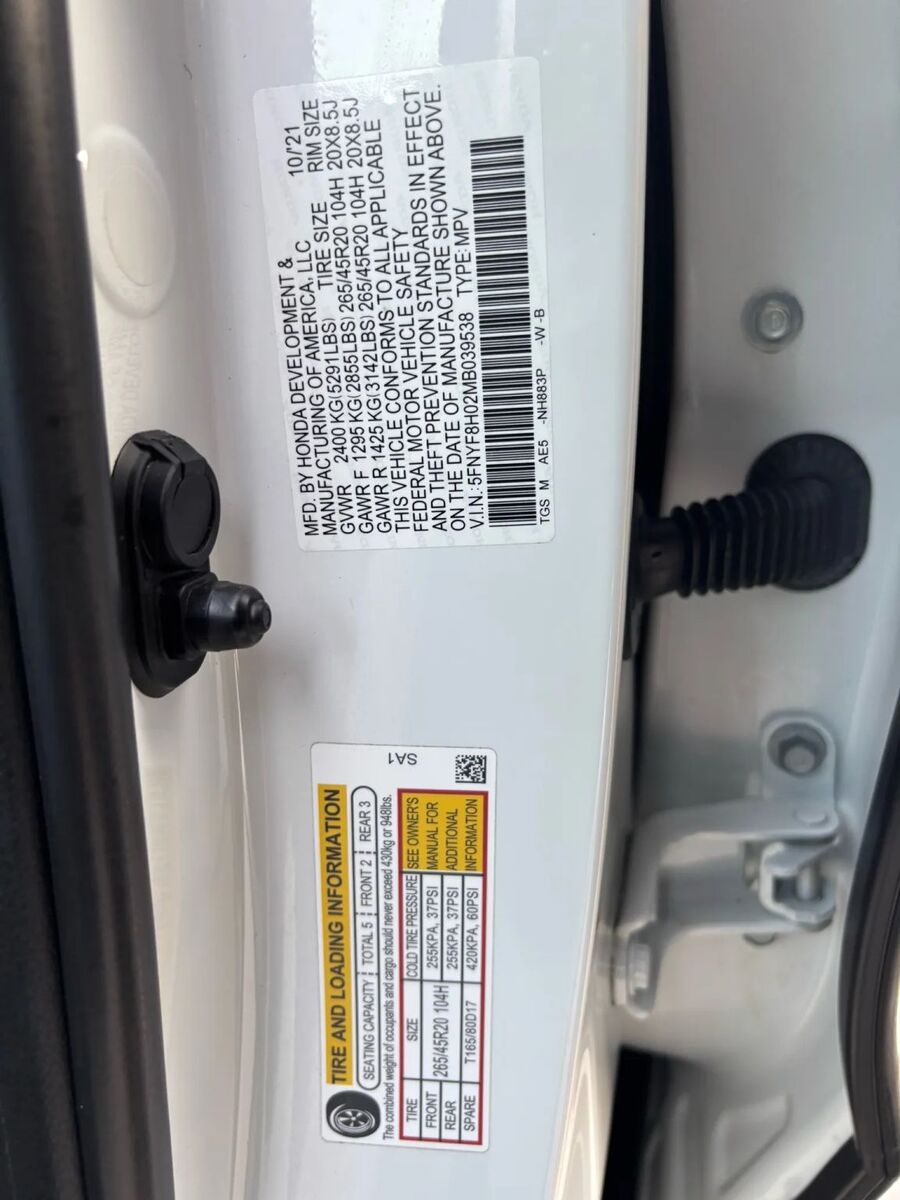 MFD. BY HONDA DEVELOPMENT & 10/'21
MANUFACTURING OF AMERICA, LLC
TIRE SIZE RIM SIZE
GVWR 2400 KG(5291LBS)
GAWR F 1295 KG(2855LBS) 265/45R20 104H 20X8.5J
GAWR R 1425 KG(3142LBS) 265/45R20 104H 20X8.5J
THIS VEHICLE CONFORMS TO ALL APPLICABLE
FEDERAL MOTOR VEHICLE SAFETY
AND THEFT PREVENTION STANDARDS IN EFFECT
ON THE DATE OF MANUFACTURE SHOWN ABOVE.
V.I.N.:5FNYF8H02MB039538 TYPE:MPV
TGS M AE5 -NH883P -W -B
TIRE AND LOADING INFORMATION
SEATING CAPACITY TOTAL 5 FRONT 2 REAR 3
The combined weight of occupants and cargo should never exceed 430kg or 948lbs.
TIRE SIZE COLD TIRE PRESSURE
FRONT 265/45R20 104H 255KPA, 37PSI
REAR 255KPA, 37PSI
SPARE T165/80D17 420KPA, 60PSI
SEE OWNER'S
MANUAL FOR
ADDITIONAL
INFORMATION
SA1